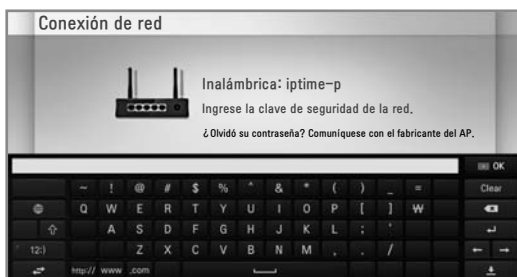 Conexión de red
Inalámbrica: iptime-p
Ingrese la clave de seguridad de la red.
¿Olvidó su contraseña? Comuníquese con el fabricante del AP.
OK
~ ! @ # $ % ^ & * ( ) _ = Clear
Q W E R T Y U I O P [ ] ₩
A S D F G H J K L ; '
12:) Z X C V B N M , . /
http:// www .com